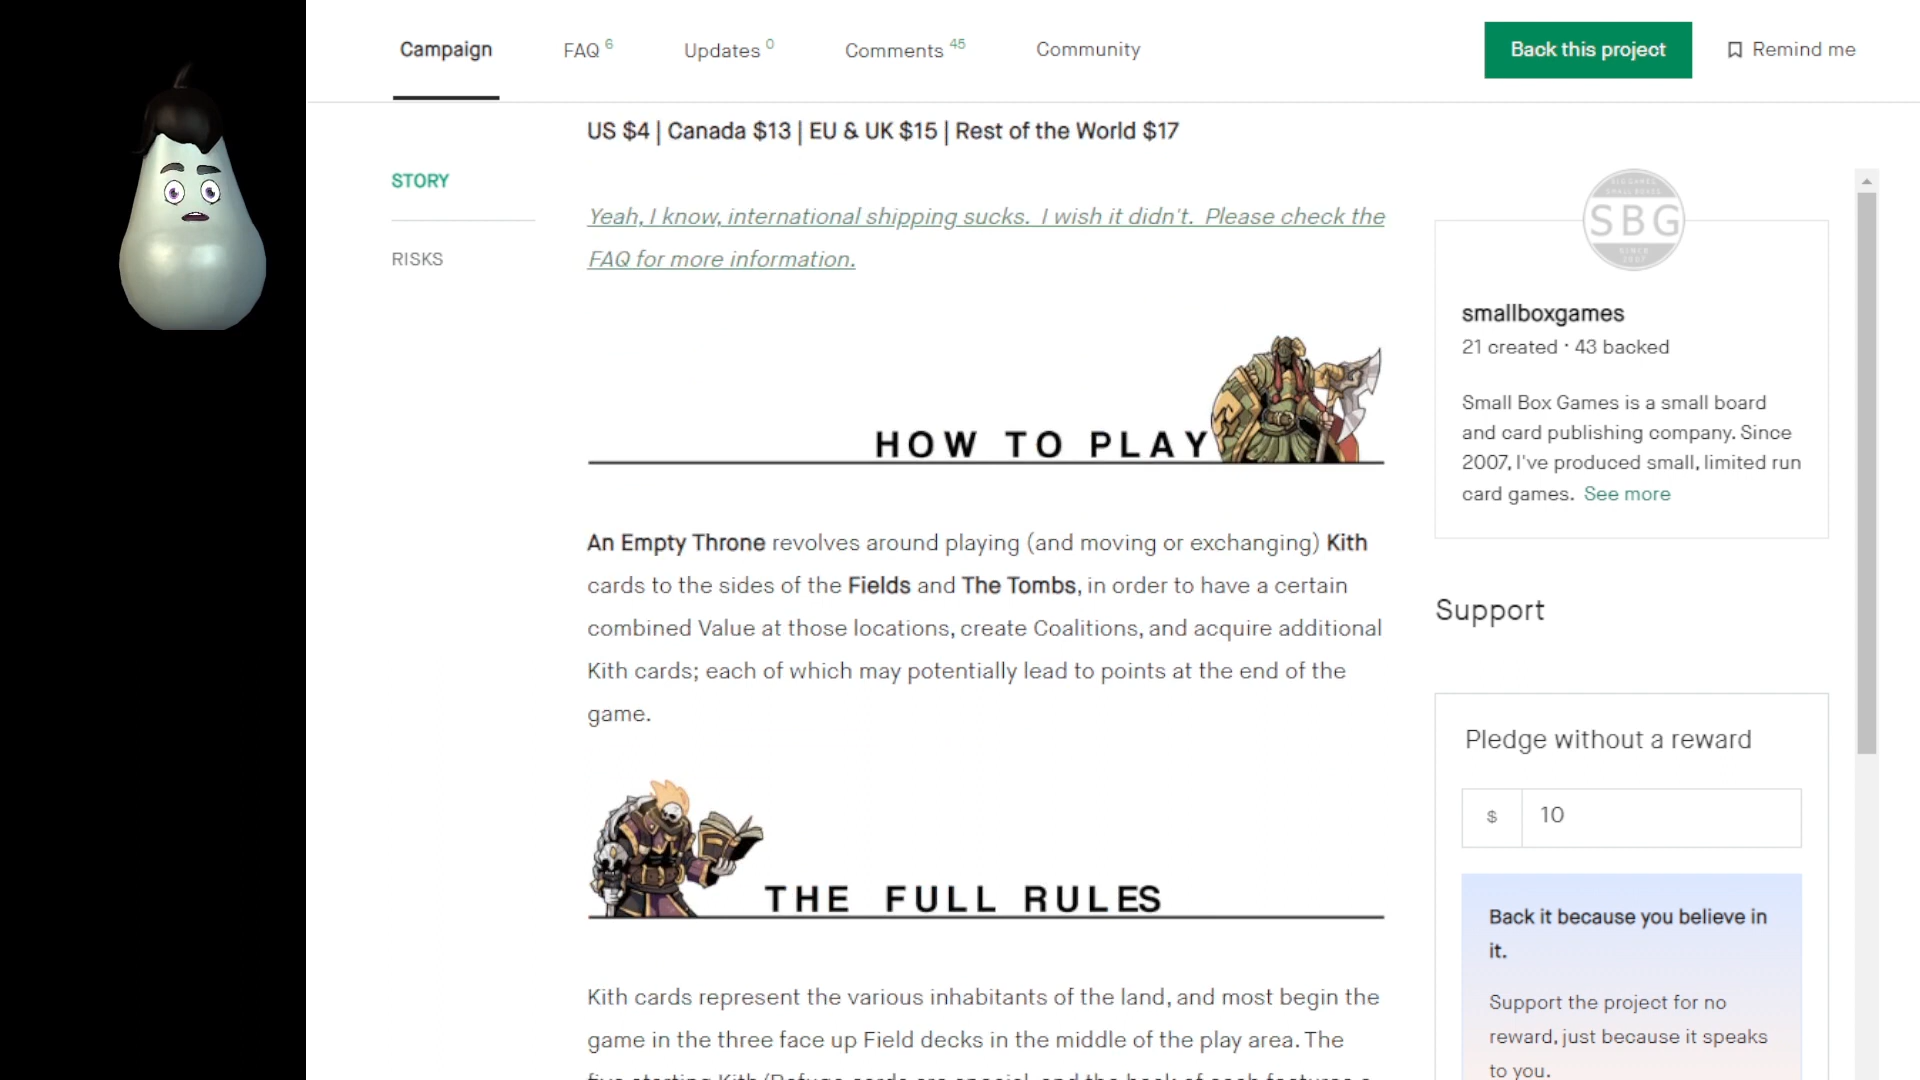 Campaign
FAQ 6
Updates 0
Comments 45
Community
Back this project
Remind me
US $4 | Canada $13 | EU & UK $15 | Rest of the World $17
STORY
RISKS
Yeah, I know, international shipping sucks. I wish it didn't. Please check the
FAQ for more information.
HOW TO PLAY
An Empty Throne revolves around playing (and moving or exchanging) Kith
cards to the sides of the Fields and The Tombs, in order to have a certain
combined Value at those locations, create Coalitions, and acquire additional
Kith cards; each of which may potentially lead to points at the end of the
game.
THE FULL RULES
Kith cards represent the various inhabitants of the land, and most begin the
game in the three face up Field decks in the middle of the play area. The
SBG
SINCE
2007
smallboxgames
21 created · 43 backed
Small Box Games is a small board
and card publishing company. Since
2007, I've produced small, limited run
card games. See more
Support
Pledge without a reward
$ 10
Back it because you believe in
it.
Support the project for no
reward, just because it speaks
to you.